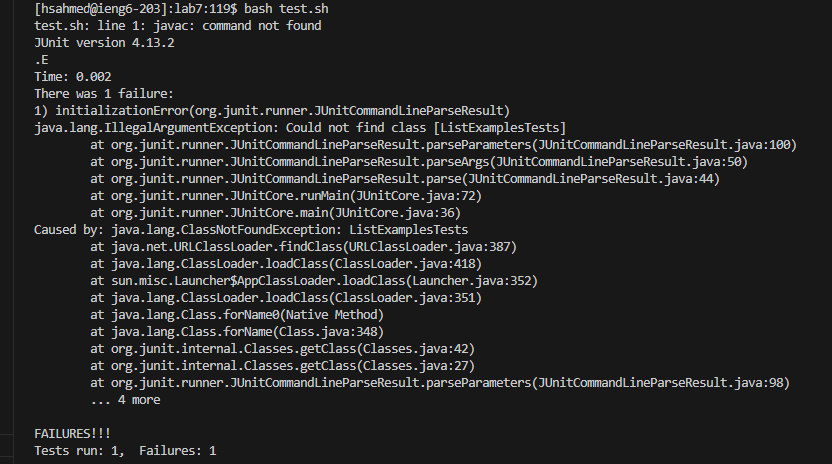 [hsahmed@ieng6-203]:lab7:119$ bash test.sh
test.sh: line 1: javac: command not found
JUnit version 4.13.2
.E
Time: 0.002
There was 1 failure:
1) initializationError(org.junit.runner.JUnitCommandLineParseResult)
java.lang.IllegalArgumentException: Could not find class [ListExamplesTests]
        at org.junit.runner.JUnitCommandLineParseResult.parseParameters(JUnitCommandLineParseResult.java:100)
        at org.junit.runner.JUnitCommandLineParseResult.parseArgs(JUnitCommandLineParseResult.java:50)
        at org.junit.runner.JUnitCommandLineParseResult.parse(JUnitCommandLineParseResult.java:44)
        at org.junit.runner.JUnitCore.runMain(JUnitCore.java:72)
        at org.junit.runner.JUnitCore.main(JUnitCore.java:36)
Caused by: java.lang.ClassNotFoundException: ListExamplesTests
        at java.net.URLClassLoader.findClass(URLClassLoader.java:387)
        at java.lang.ClassLoader.loadClass(ClassLoader.java:418)
        at sun.misc.Launcher$AppClassLoader.loadClass(Launcher.java:352)
        at java.lang.ClassLoader.loadClass(ClassLoader.java:351)
        at java.lang.Class.forName0(Native Method)
        at java.lang.Class.forName(Class.java:348)
        at org.junit.internal.Classes.getClass(Classes.java:42)
        at org.junit.internal.Classes.getClass(Classes.java:27)
        at org.junit.runner.JUnitCommandLineParseResult.parseParameters(JUnitCommandLineParseResult.java:98)
        ... 4 more
FAILURES!!!
Tests run: 1,  Failures: 1